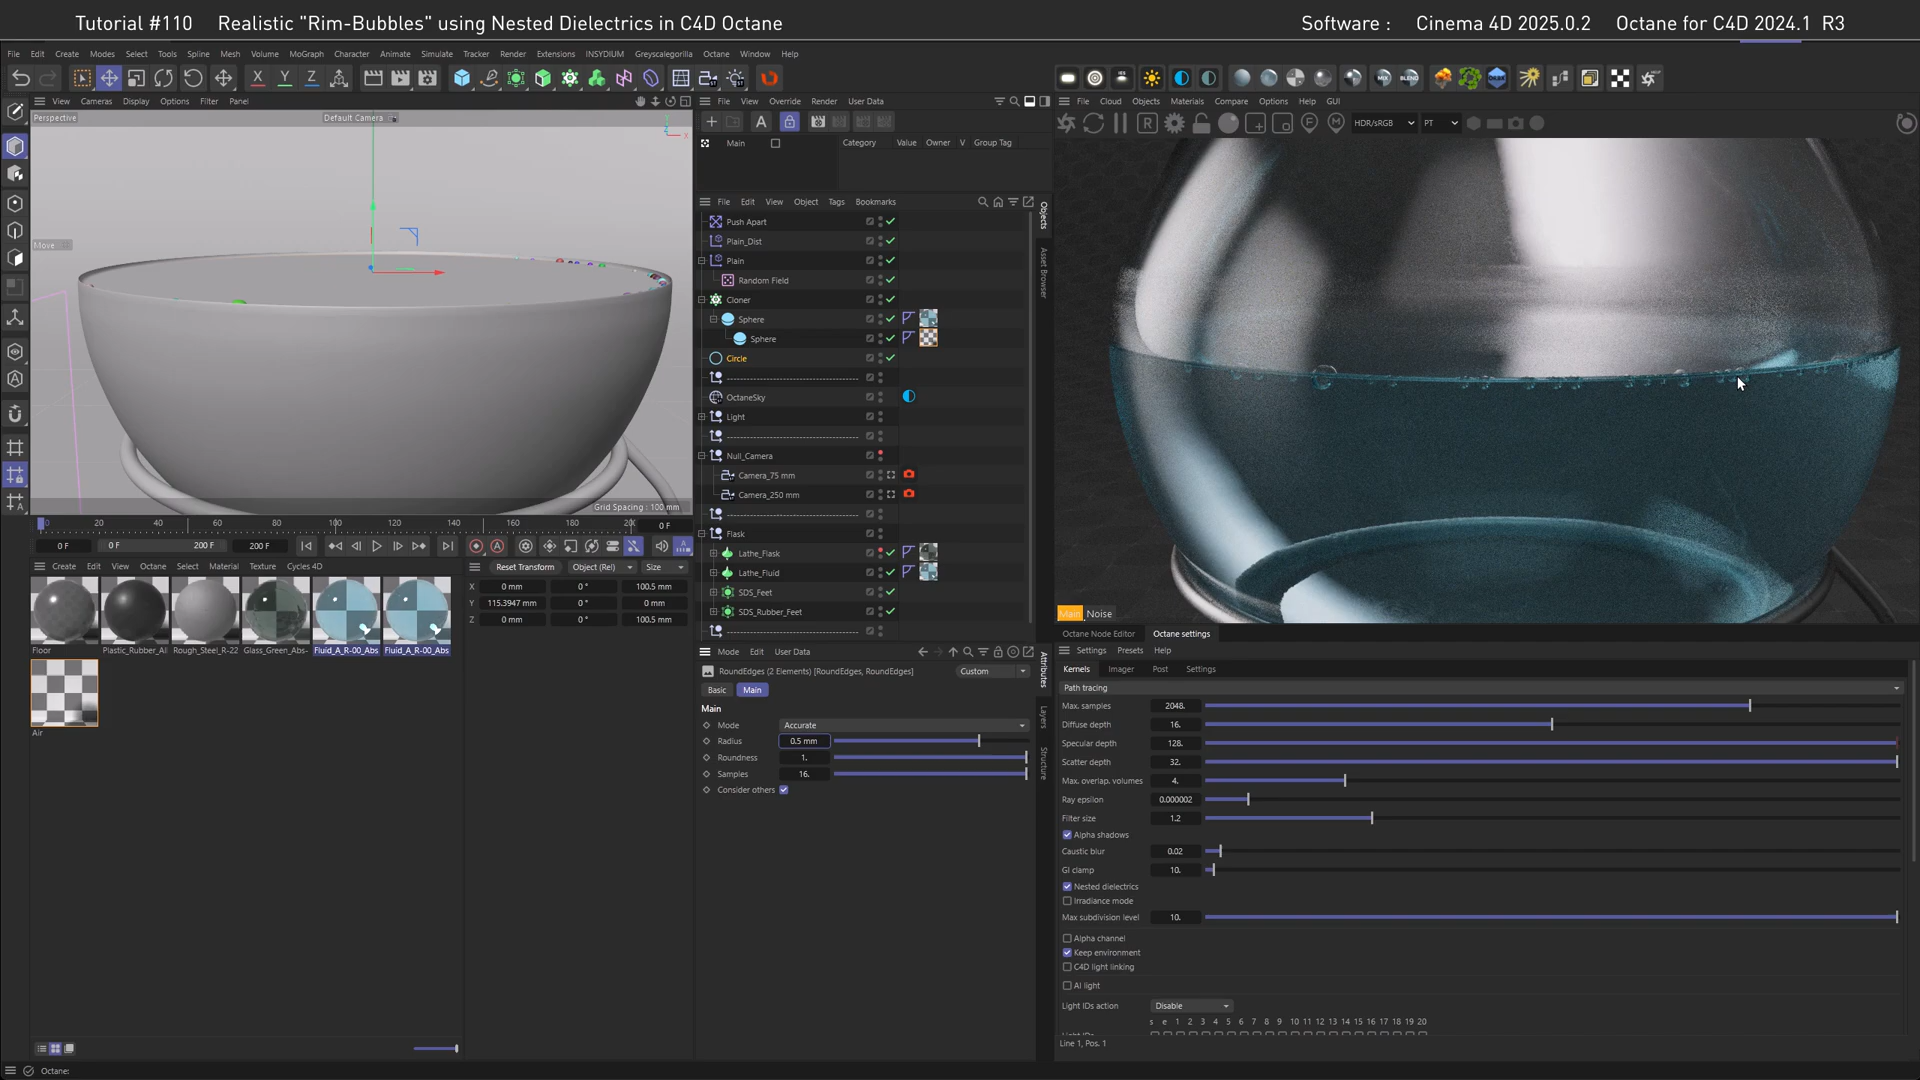 Tutorial #110 Realistic "Rim-Bubbles" using Nested Dielectrics in C4D Octane Software : Cinema 4D 2025.0.2 Octane for C4D 2024.1 R3
File Edit Create Modes Select Tools Spline Mesh Volume MoGraph Character Animate Simulate Tracker Render Extensions INSYDIUM Greyscalegorilla Octane Window Help
View Cameras Display Options Filter Panel
Perspective Default Camera
Move
Grid Spacing : 100 mm
0 20 40 60 80 100 120 140 160 180 20 0 F
0 F 0 F 200 F 200 F
Create Edit View Octane Select Material Texture Cycles 4D
Floor Plastic_Rubber_Al Rough_Steel_R-22 Glass_Green_Abs- Fluid_A_R-00_Abs Fluid_A_R-00_Abs
Air
Reset Transform Object (Rel) Size
X 0 mm 0 ° 100.5 mm
Y 115.3947 mm 0 ° 0 mm
Z 0 mm 0 ° 100.5 mm
Octane:
File View Override Render User Data
Main Category Value Owner V Group Tag
File Edit View Object Tags Bookmarks
Push Apart
Plain_Dist
Plain
Random Field
Cloner
Sphere
Sphere
Circle
OctaneSky
Light
Null_Camera
Camera_75 mm
Camera_250 mm
Flask
Lathe_Flask
Lathe_Fluid
SDS_Feet
SDS_Rubber_Feet
Objects
Asset Browser
Mode Edit User Data
RoundEdges (2 Elements) [RoundEdges, RoundEdges] Custom
Basic Main
Main
Mode Accurate
Radius 0.5 mm
Roundness 1.
Samples 16.
Consider others
Attributes
Layers
Structure
File Cloud Objects Materials Compare Options Help GUI
HDR/sRGB PT
Main Noise
Octane Node Editor Octane settings
Settings Presets Help
Kernels Imager Post Settings
Path tracing
Max. samples 2048.
Diffuse depth 16.
Specular depth 128.
Scatter depth 32.
Max. overlap. volumes 4.
Ray epsilon 0.000002
Filter size 1.2
Alpha shadows
Caustic blur 0.02
GI clamp 10.
Nested dielectrics
Irradiance mode
Max subdivision level 10.
Alpha channel
Keep environment
C4D light linking
AI light
Light IDs action Disable
s e 1 2 3 4 5 6 7 8 9 10 11 12 13 14 15 16 17 18 19 20
Line 1, Pos. 1